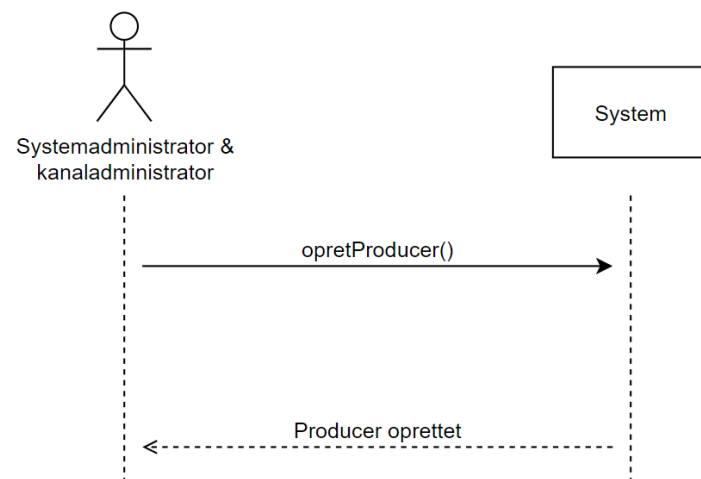 Systemadministrator &
kanaladministrator
System
opretProducer()
Producer oprettet